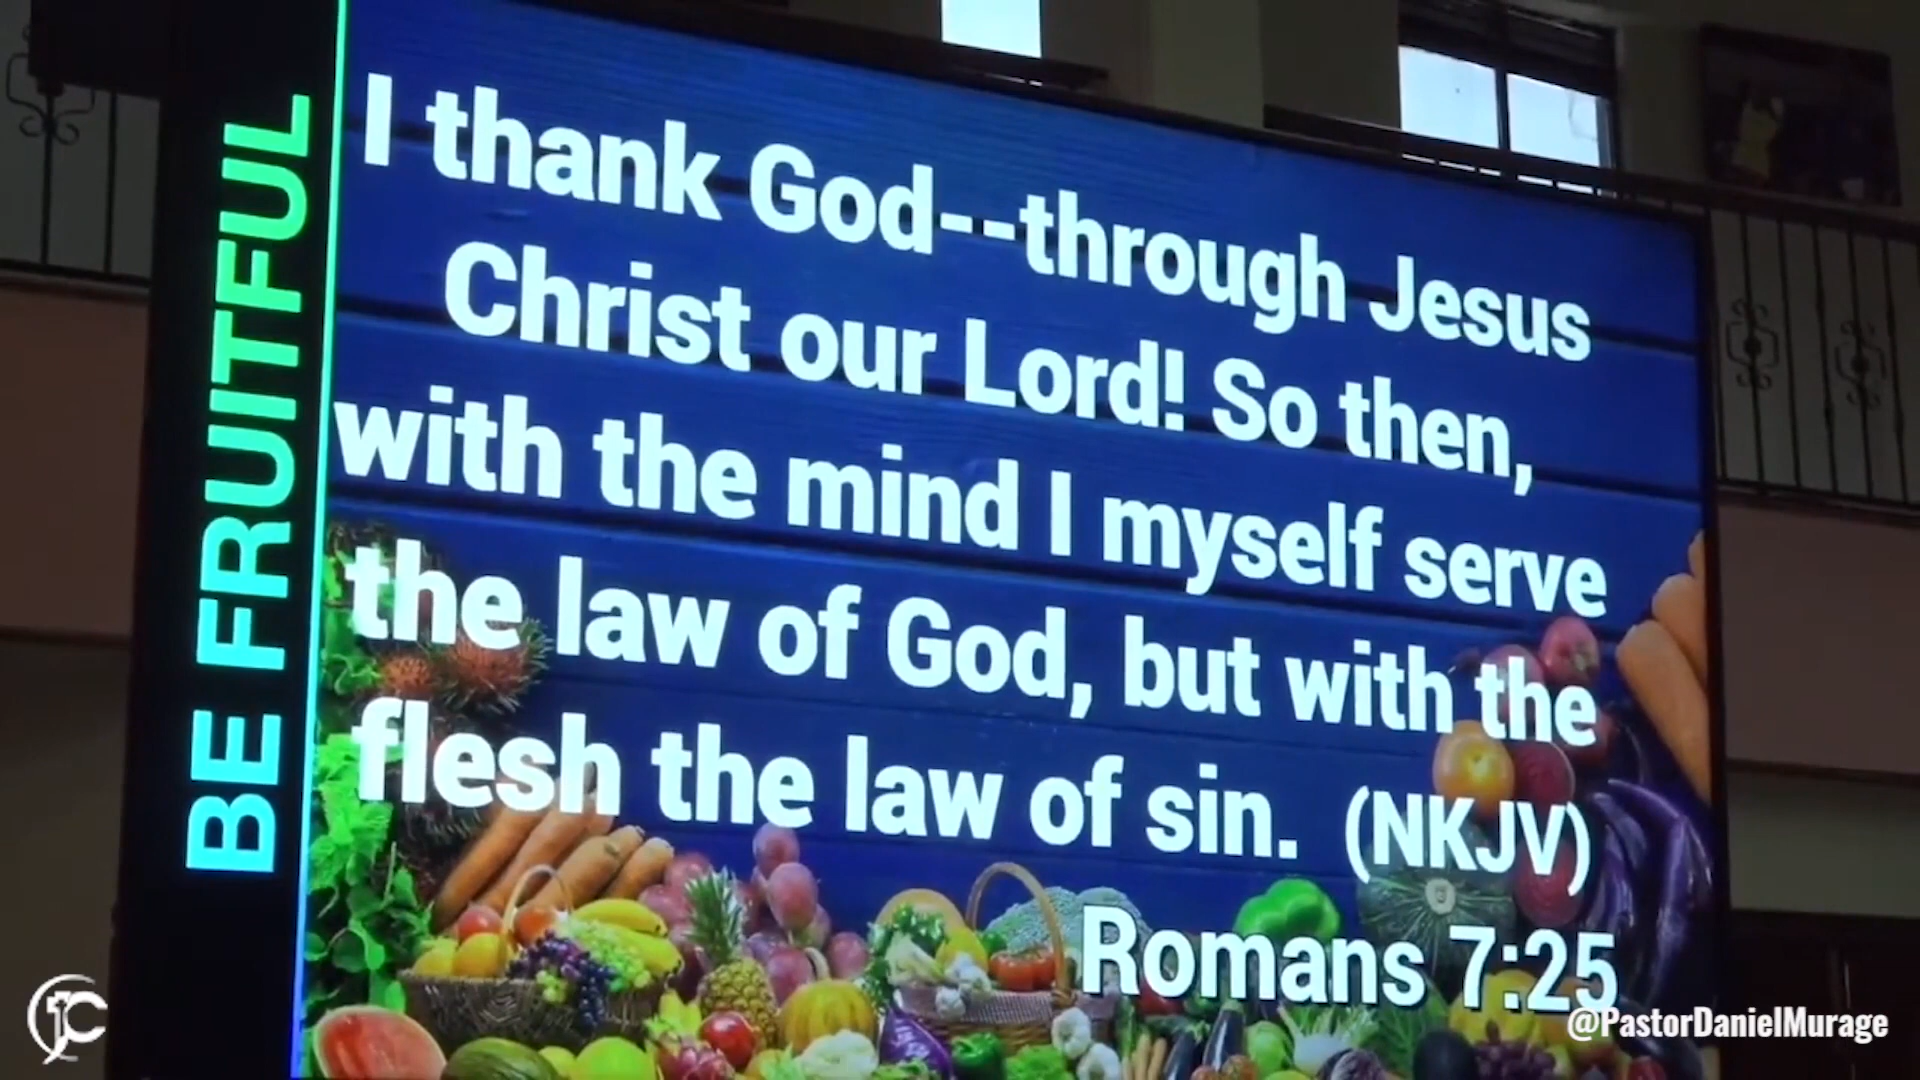 BE FRUITFUL
I thank God--through Jesus
Christ our Lord! So then,
with the mind I myself serve
the law of God, but with the
flesh the law of sin. (NKJV)
Romans 7:25
@PastorDanielMurage